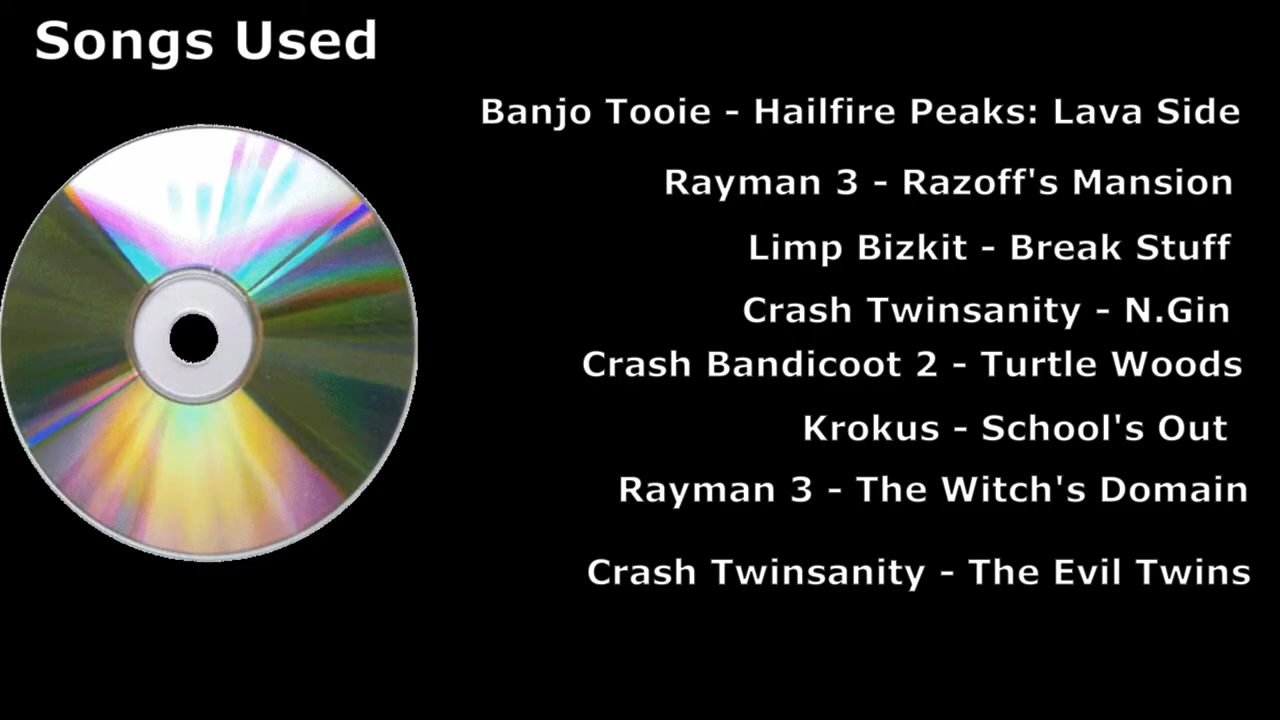 Songs Used
Banjo Tooie - Hailfire Peaks: Lava Side
Rayman 3 - Razoff's Mansion
Limp Bizkit - Break Stuff
Crash Twinsanity - N.Gin
Crash Bandicoot 2 - Turtle Woods
Krokus - School's Out
Rayman 3 - The Witch's Domain
Crash Twinsanity - The Evil Twins